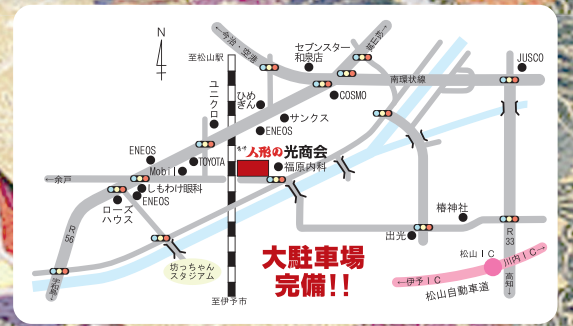 N
←今治・空港
至松山駅
セブンスター
和泉店
JUSCO
南環状線
ユニクロ
ひめ
ぎん
COSMO
サンクス
ENEOS
ENEOS
人形の光商会
TOYOTA
Mobil
福原内科
←余戸
しもわけ眼科
ENEOS
ローズ
ハウス
R
56
椿神社
出光
R
33
坊っちゃん
スタジアム
大駐車場
完備!!
松山IC
川内IC→
←伊予IC
高知
↓
松山自動車道
宇和島↓
至伊予市